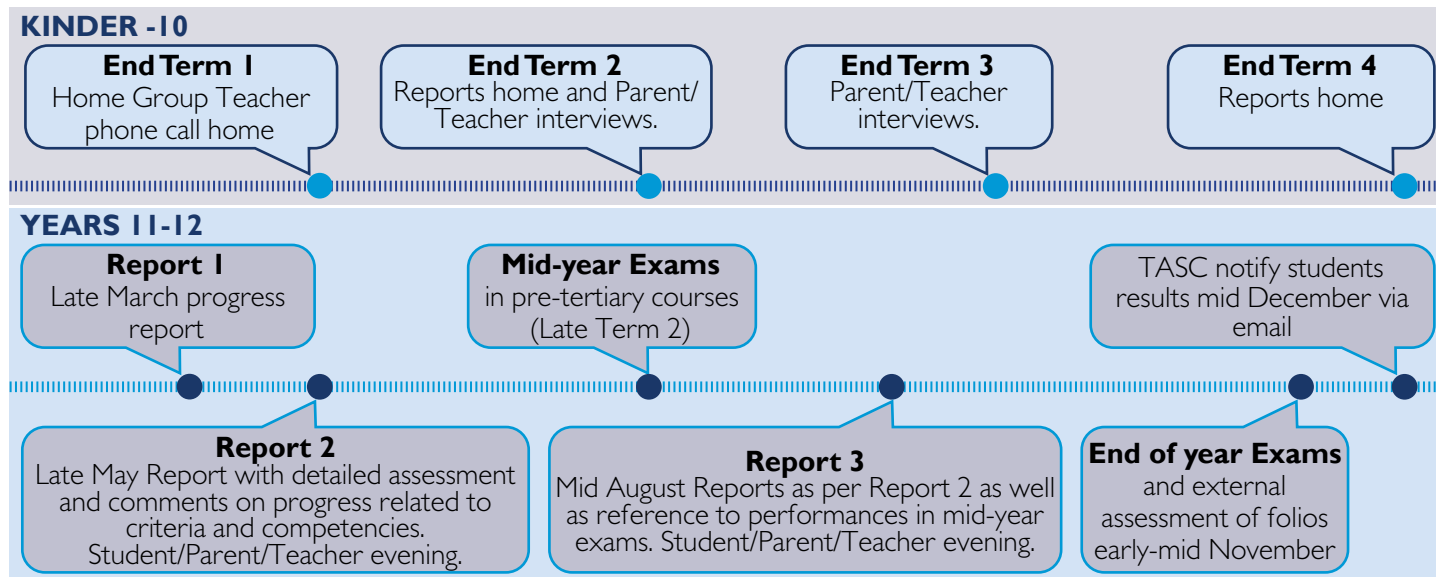 KINDER -10
End Term 1
Home Group Teacher
phone call home
End Term 2
Reports home and Parent/
Teacher interviews.
End Term 3
Parent/Teacher
interviews.
End Term 4
Reports home
YEARS 11-12
Report 1
Late March progress
report
Mid-year Exams
in pre-tertiary courses
(Late Term 2)
TASC notify students
results mid December via
email
Report 2
Late May Report with detailed assessment
and comments on progress related to
criteria and competencies.
Student/Parent/Teacher evening.
Report 3
Mid August Reports as per Report 2 as well
as reference to performances in mid-year
exams. Student/Parent/Teacher evening.
End of year Exams
and external
assessment of folios
early-mid November